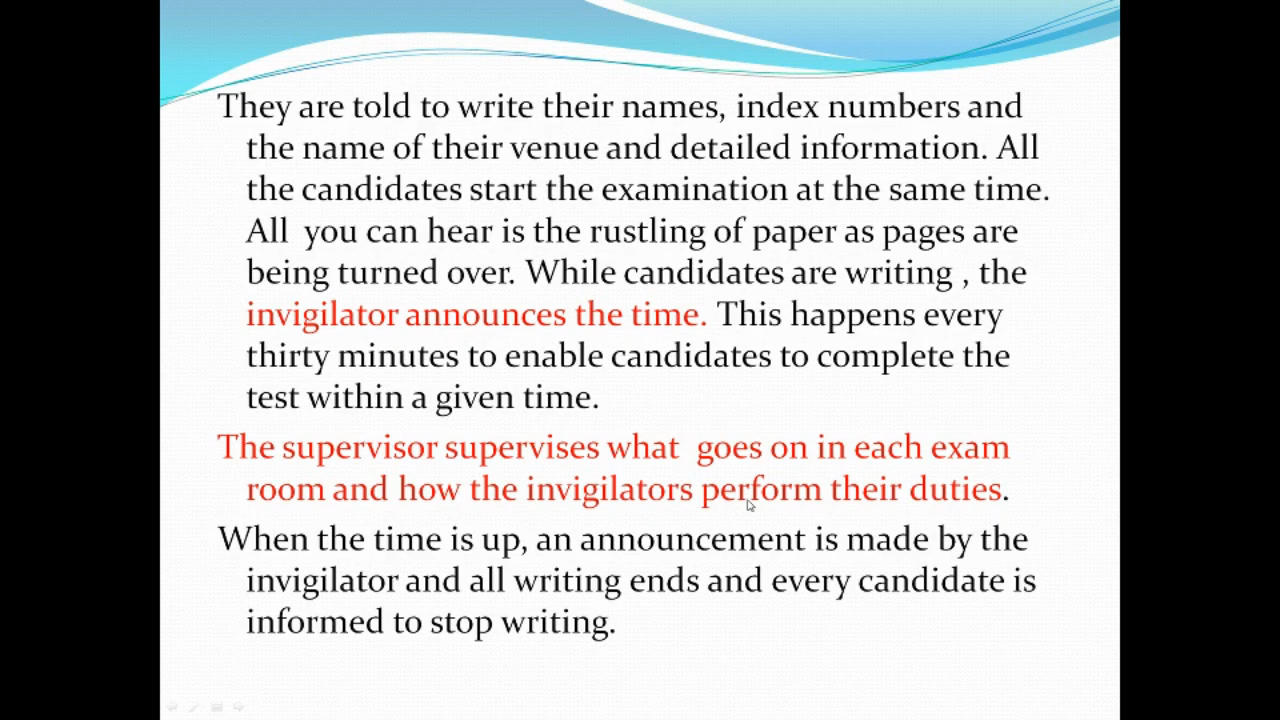 They are told to write their names, index numbers and
the name of their venue and detailed information. All
the candidates start the examination at the same time.
All  you can hear is the rustling of paper as pages are
being turned over. While candidates are writing , the
invigilator announces the time. This happens every
thirty minutes to enable candidates to complete the
test within a given time.
The supervisor supervises what  goes on in each exam
room and how the invigilators perform their duties.
When the time is up, an announcement is made by the
invigilator and all writing ends and every candidate is
informed to stop writing.